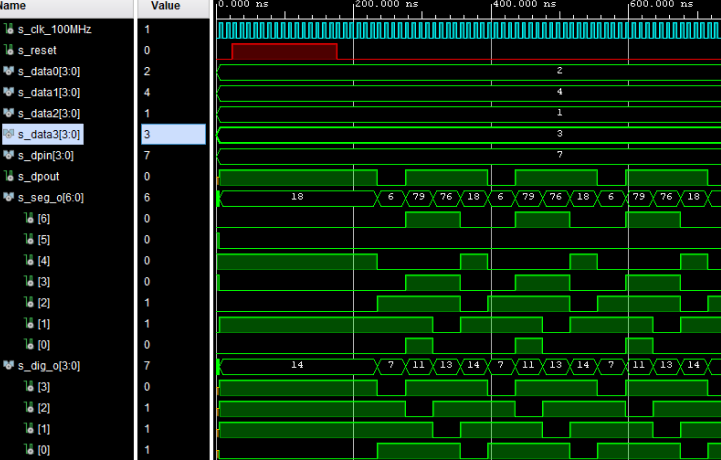 Name Value 0.000 ns 200.000 ns 400.000 ns 600.000 ns
s_clk_100MHz 1
s_reset 0
s_data0[3:0] 2 2
s_data1[3:0] 4 4
s_data2[3:0] 1 1
s_data3[3:0] 3 3
s_dpin[3:0] 7 7
s_dpout 0
s_seg_o[6:0] 6 18 6 79 76 18 6 79 76 18 6 79 76 18
[6] 0
[5] 0
[4] 0
[3] 0
[2] 1
[1] 1
[0] 0
s_dig_o[3:0] 7 14 7 11 13 14 7 11 13 14 7 11 13 14
[3] 0
[2] 1
[1] 1
[0] 1